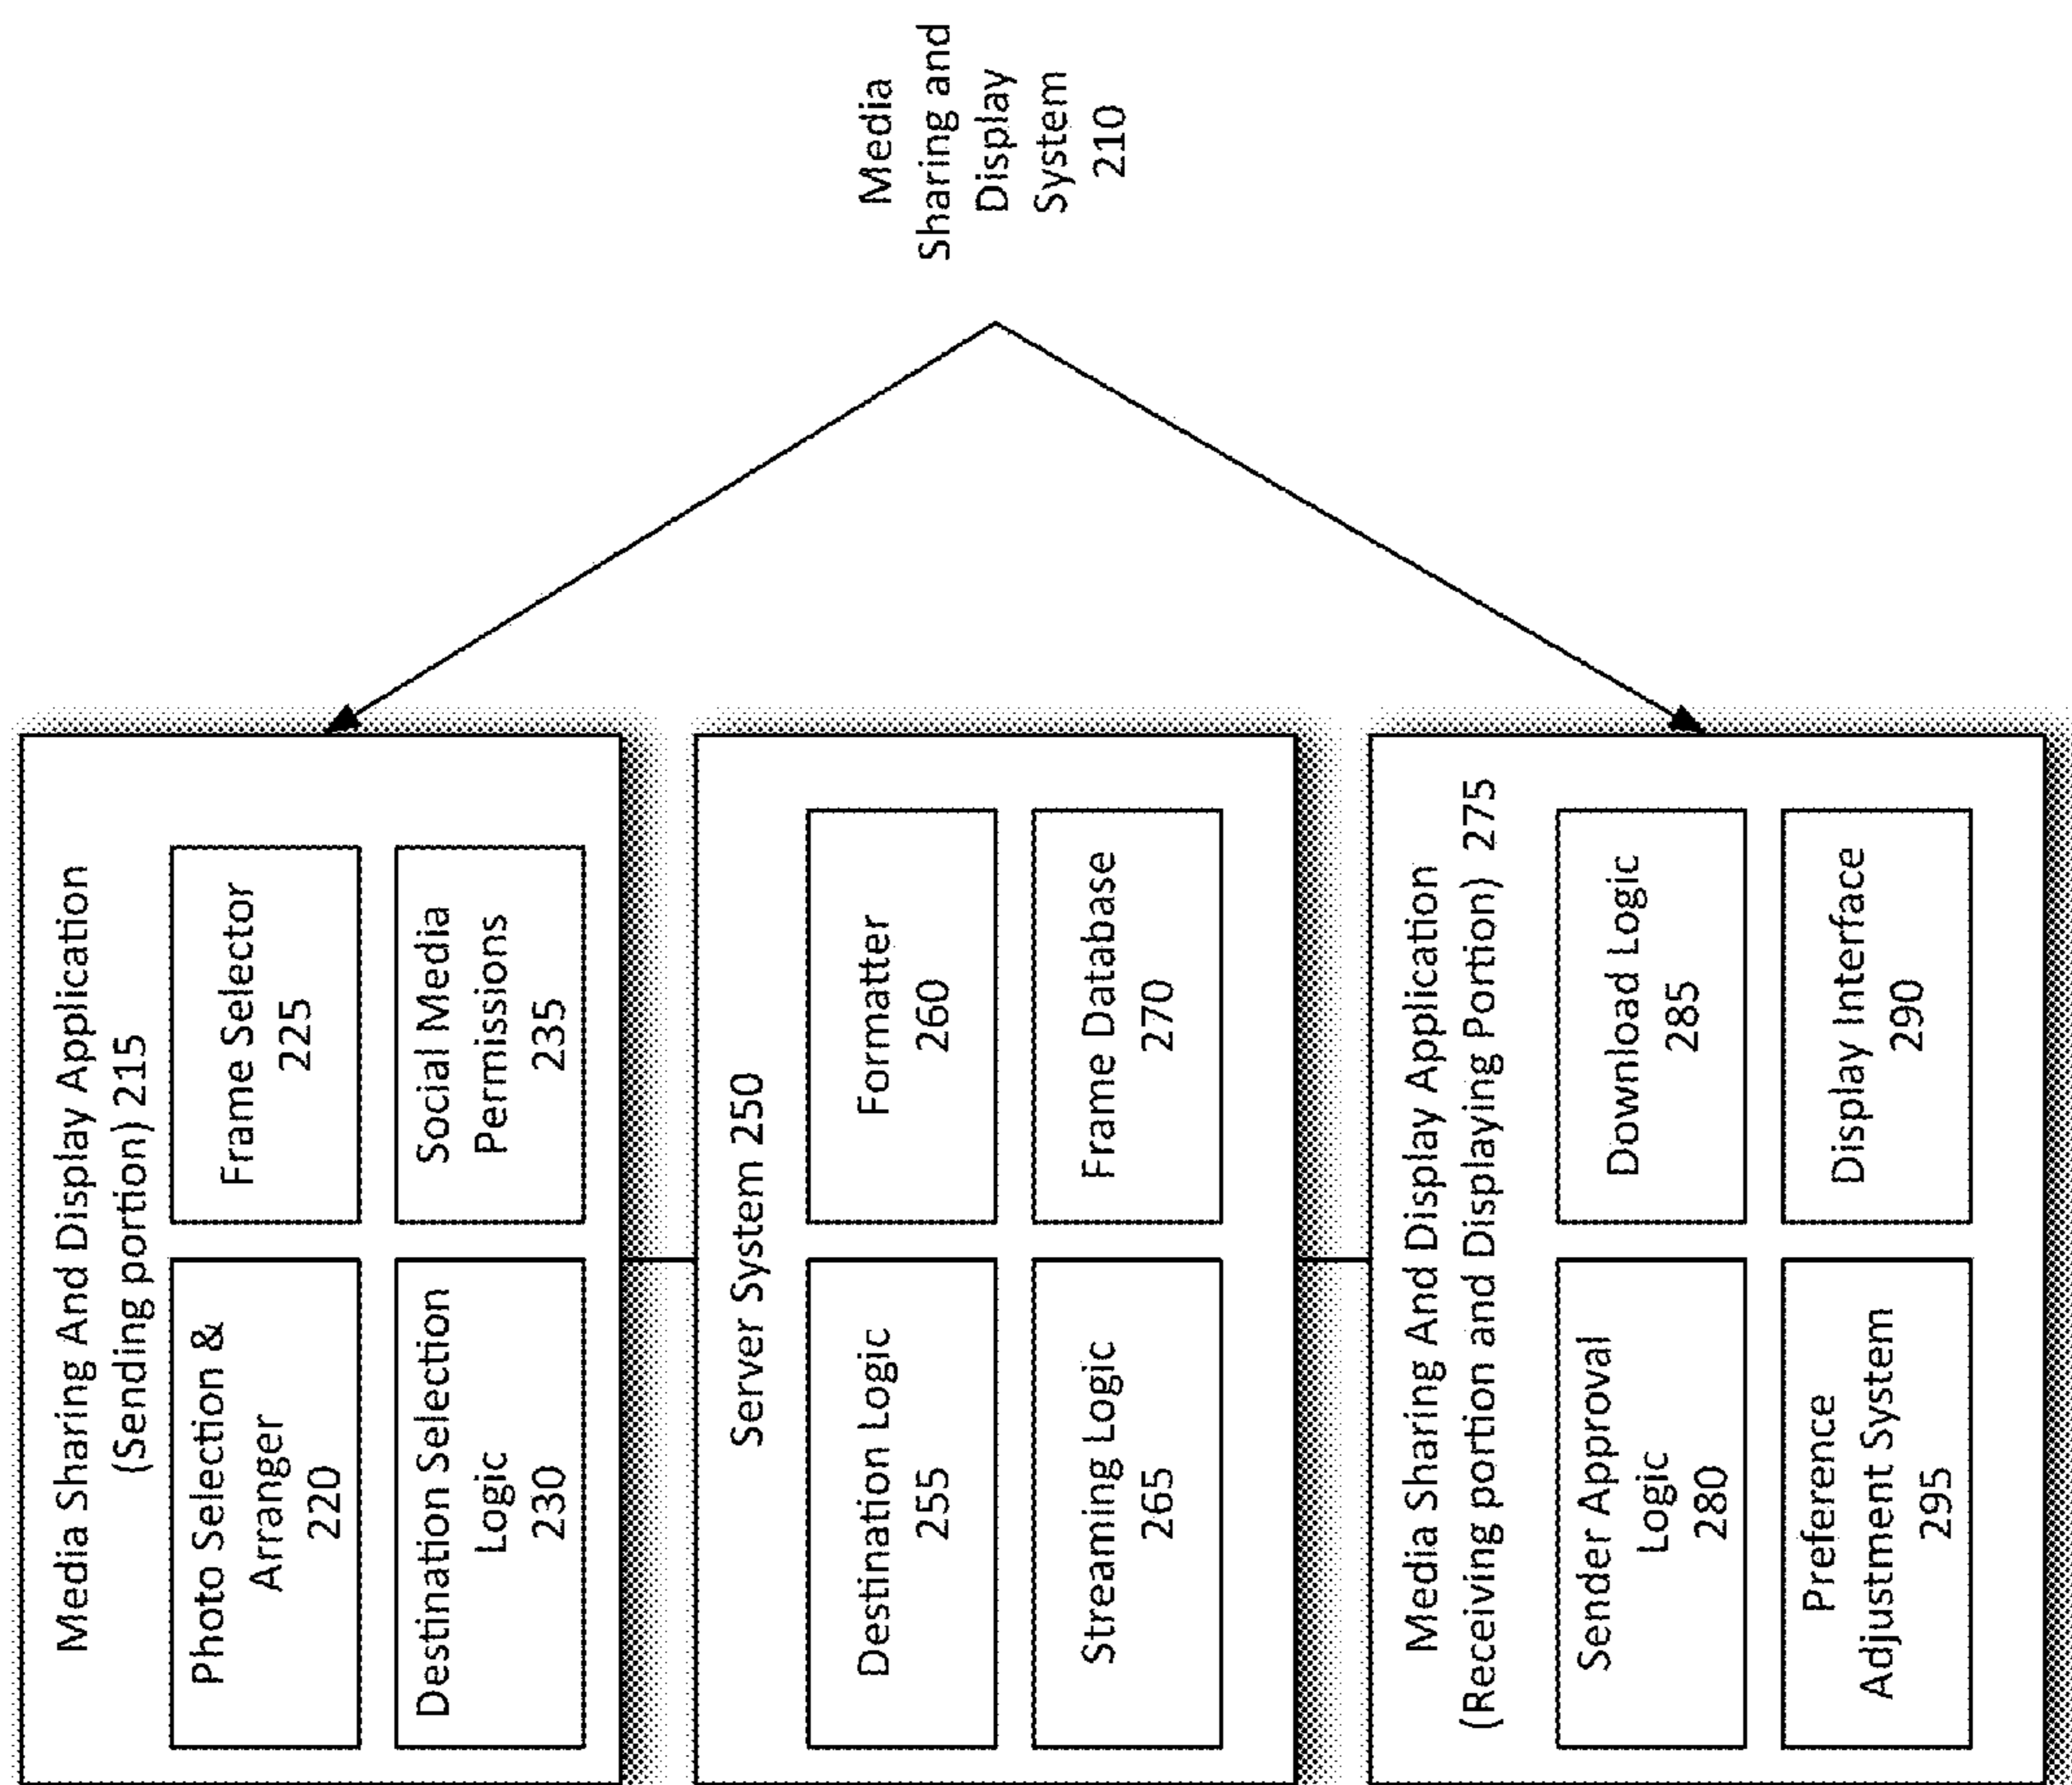 Media Sharing And Display Application
(Sending portion) 215
Photo Selection &
Arranger
220
Frame Selector
225
Destination Selection
Logic
230
Social Media
Permissions
235
Server System 250
Destination Logic
255
Formatter
260
Streaming Logic
265
Frame Database
270
Media Sharing And Display Application
(Receiving portion and Displaying Portion) 275
Sender Approval
Logic
280
Download Logic
285
Preference
Adjustment System
295
Display Interface
290
Media
Sharing and
Display
System
210